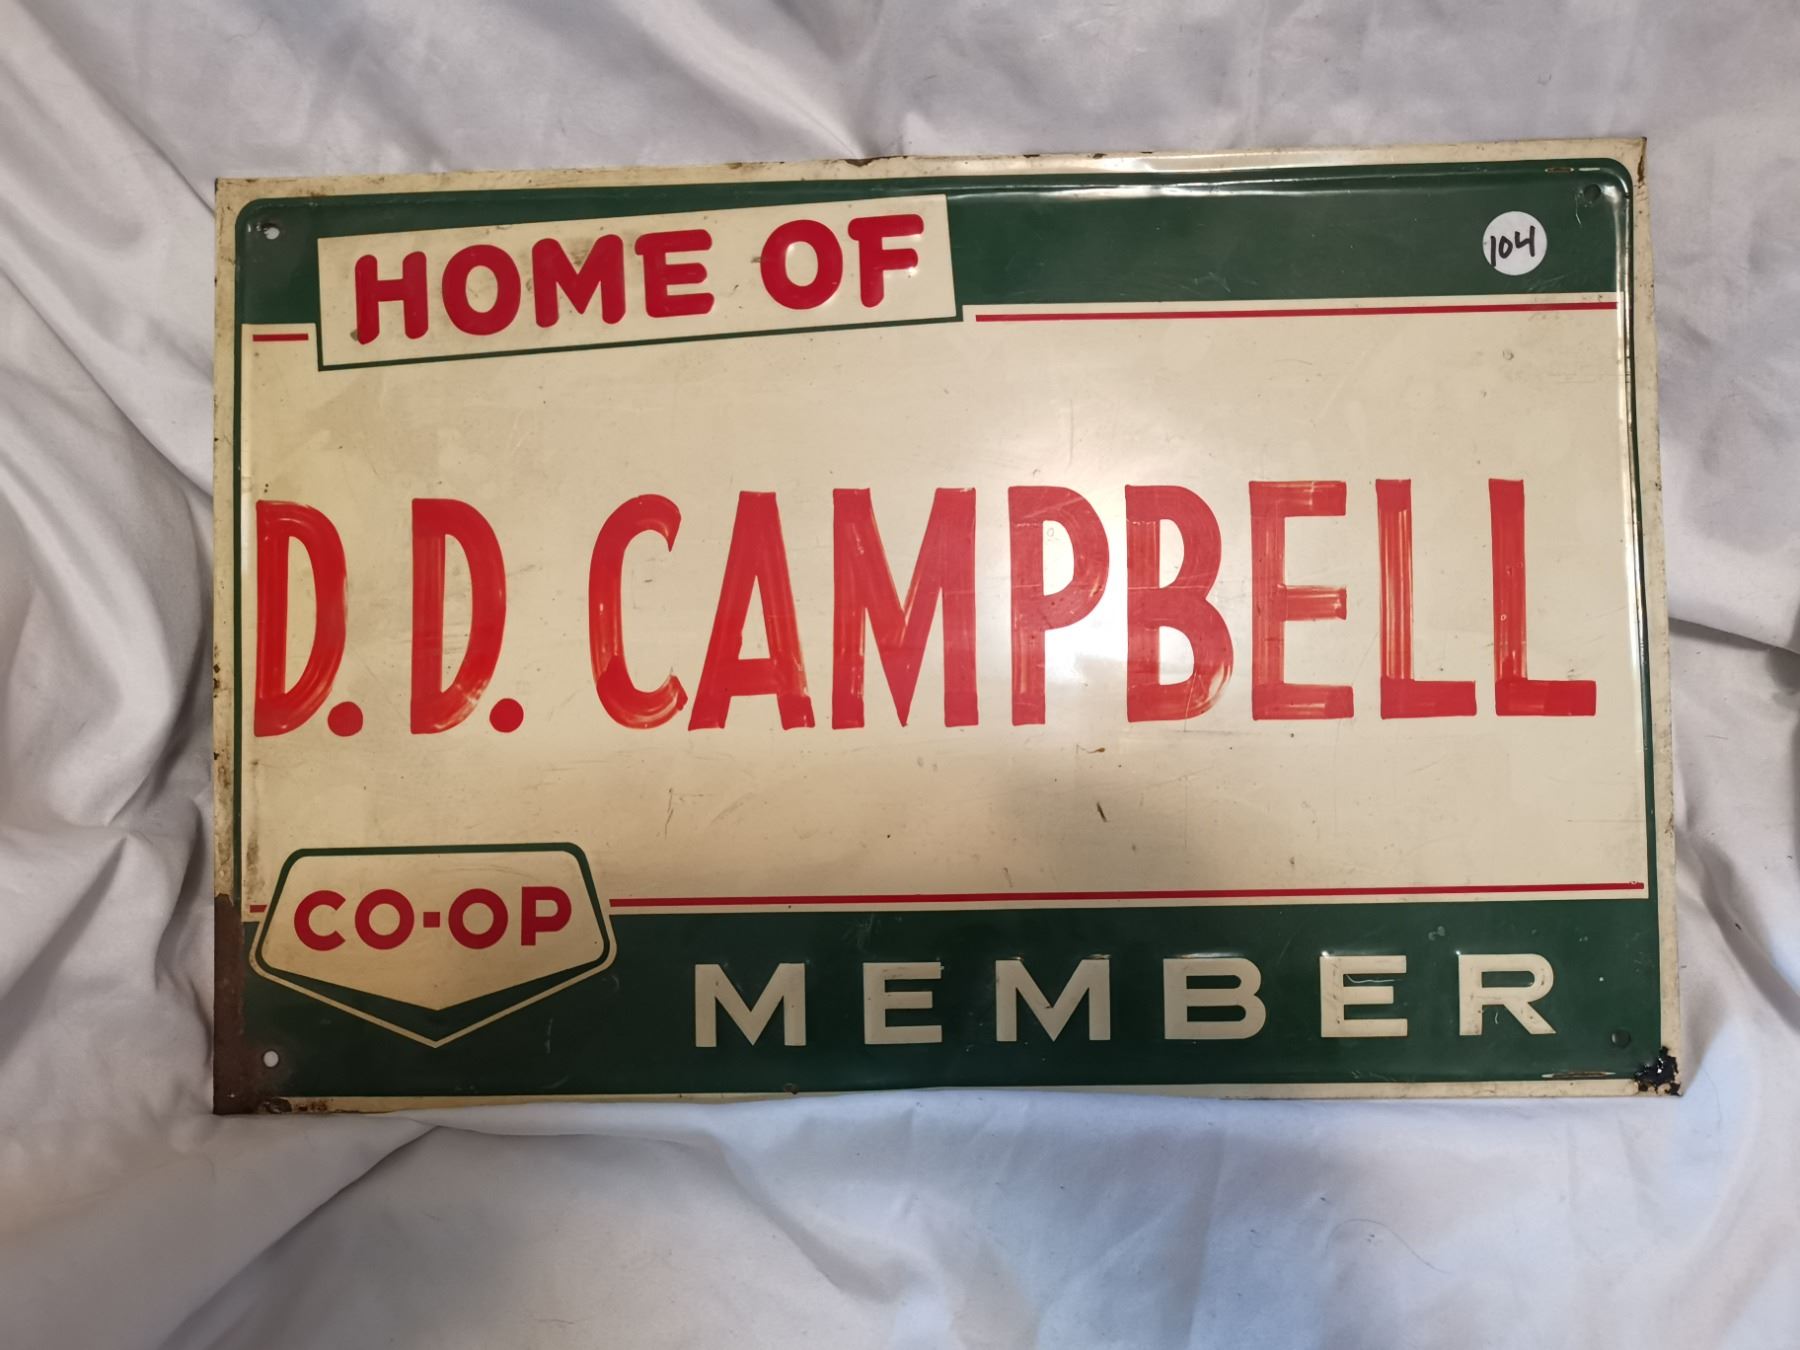 HOME OF
104
D.D. CAMPBELL
CO-OP
MEMBER